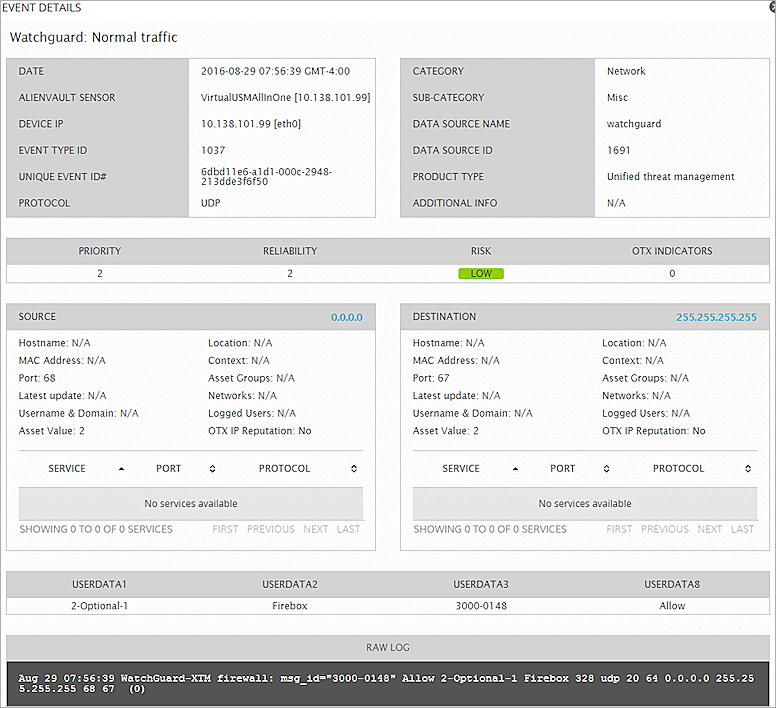 EVENT DETAILS
Watchguard: Normal traffic
DATE 2016-08-29 07:56:39 GMT-4:00
ALIENVAULT SENSOR VirtualUSMAllInOne [10.138.101.99]
DEVICE IP 10.138.101.99 [eth0]
EVENT TYPE ID 1037
UNIQUE EVENT ID# 6dbd11e6-a1d1-000c-2948-
213dde3f6f50
PROTOCOL UDP
CATEGORY Network
SUB-CATEGORY Misc
DATA SOURCE NAME watchguard
DATA SOURCE ID 1691
PRODUCT TYPE Unified threat management
ADDITIONAL INFO N/A
PRIORITY RELIABILITY RISK OTX INDICATORS
2 2 LOW 0
SOURCE 0.0.0.0
Hostname: N/A Location: N/A
MAC Address: N/A Context: N/A
Port: 68 Asset Groups: N/A
Latest update: N/A Networks: N/A
Username & Domain: N/A Logged Users: N/A
Asset Value: 2 OTX IP Reputation: No
SERVICE PORT PROTOCOL
No services available
SHOWING 0 TO 0 OF 0 SERVICES FIRST PREVIOUS NEXT LAST
DESTINATION 255.255.255.255
Hostname: N/A Location: N/A
MAC Address: N/A Context: N/A
Port: 67 Asset Groups: N/A
Latest update: N/A Networks: N/A
Username & Domain: N/A Logged Users: N/A
Asset Value: 2 OTX IP Reputation: No
SERVICE PORT PROTOCOL
No services available
SHOWING 0 TO 0 OF 0 SERVICES FIRST PREVIOUS NEXT LAST
USERDATA1 USERDATA2 USERDATA3 USERDATA8
2-Optional-1 Firebox 3000-0148 Allow
RAW LOG
Aug 29 07:56:39 WatchGuard-XTM firewall: msg_id="3000-0148" Allow 2-Optional-1 Firebox 328 udp 20 64 0.0.0.0 255.25
5.255.255 68 67 (0)